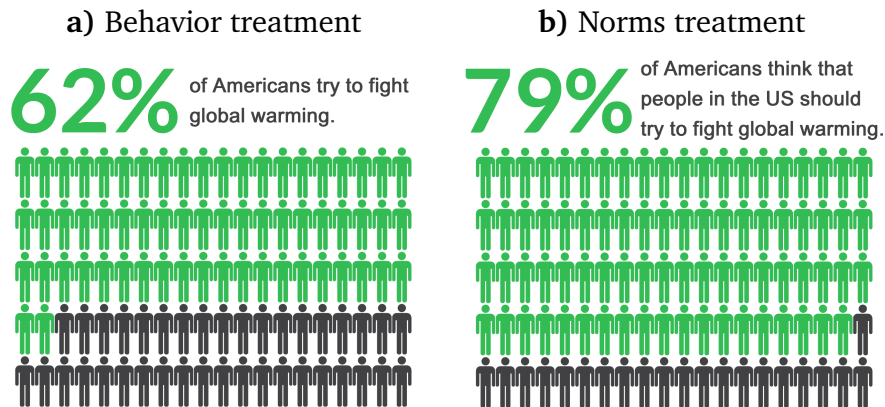 a) Behavior treatment
62%
of Americans try to fight
global warming.
b) Norms treatment
79%
of Americans think that
people in the US should
try to fight global warming.